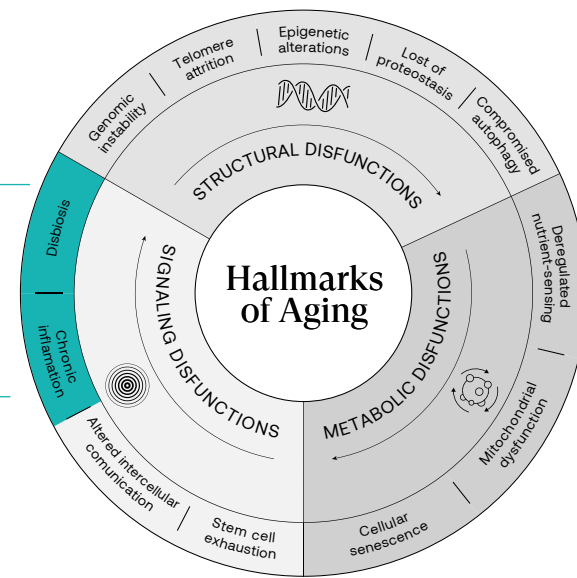 Hallmarks
of Aging
STRUCTURAL DISFUNCTIONS
Genomic
instability
Telomere
attrition
Epigenetic
alterations
Lost of
proteostasis
Compromised
autophagy
METABOLIC DISFUNCTIONS
Deregulated
nutrient-sensing
Mitochondrial
dysfunction
Cellular
senescence
SIGNALING DISFUNCTIONS
Stem cell
exhaustion
Altered intercellular
comunication
Chronic
inflamation
Disbiosis